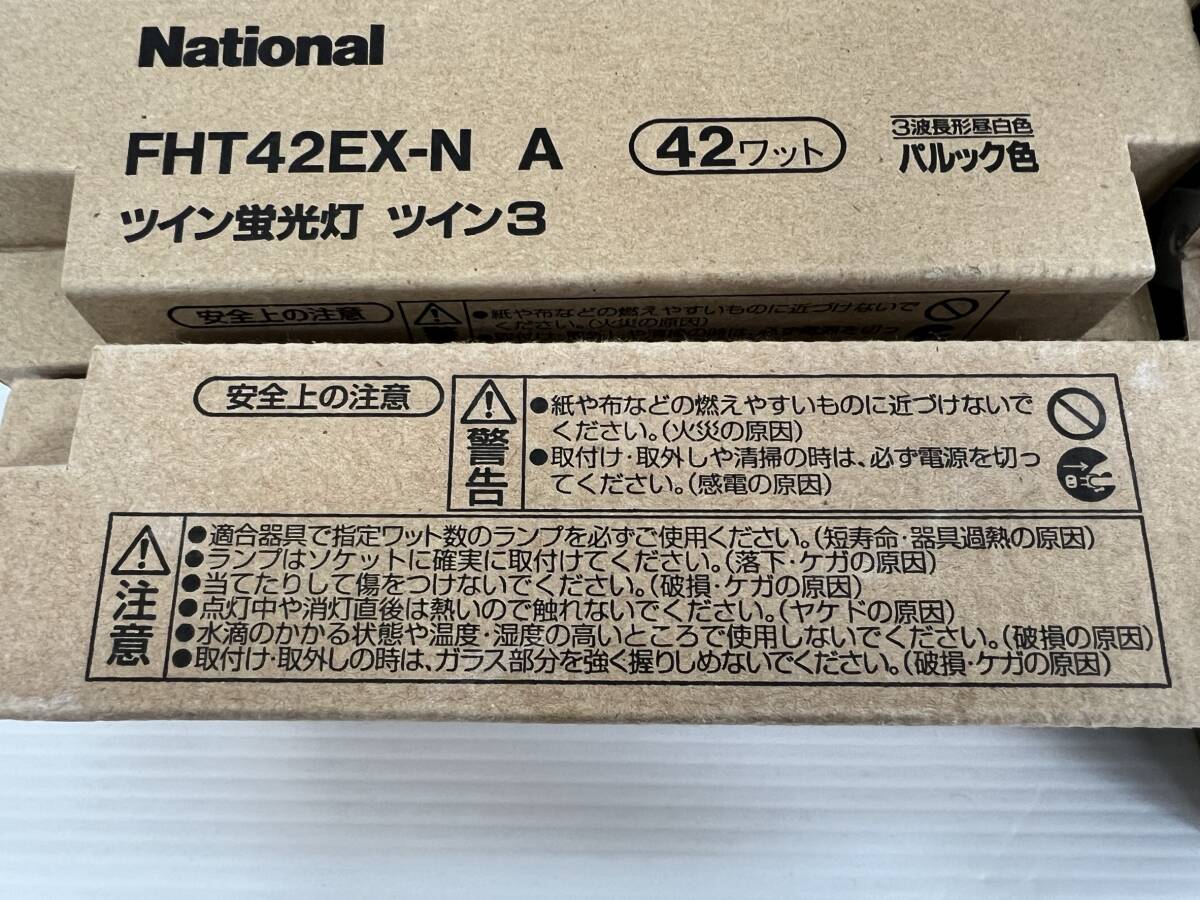 National
FHT42EX-N A 42ワット
3波長形昼白色
パルック色
ツイン蛍光灯 ツイン3
安全上の注意
●紙や布などの燃えやすいものに近づけないで
ください。(火災の原因)
安全上の注意
警告
●紙や布などの燃えやすいものに近づけないで
ください。(火災の原因)
●取付け・取外しや清掃の時は、必ず電源を切っ
てください。(感電の原因)
注意
●適合器具で指定ワット数のランプを必ずご使用ください。(短寿命・器具過熱の原因)
●ランプはソケットに確実に取付けてください。(落下・ケガの原因)
●当てたりして傷をつけないでください。(破損・ケガの原因)
●点灯中や消灯直後は熱いので触れないでください。(ヤケドの原因)
●水滴のかかる状態や温度・湿度の高いところで使用しないでください。(破損の原因)
●取付け・取外しの時は、ガラス部分を強く握りしめないでください。(破損・ケガの原因)